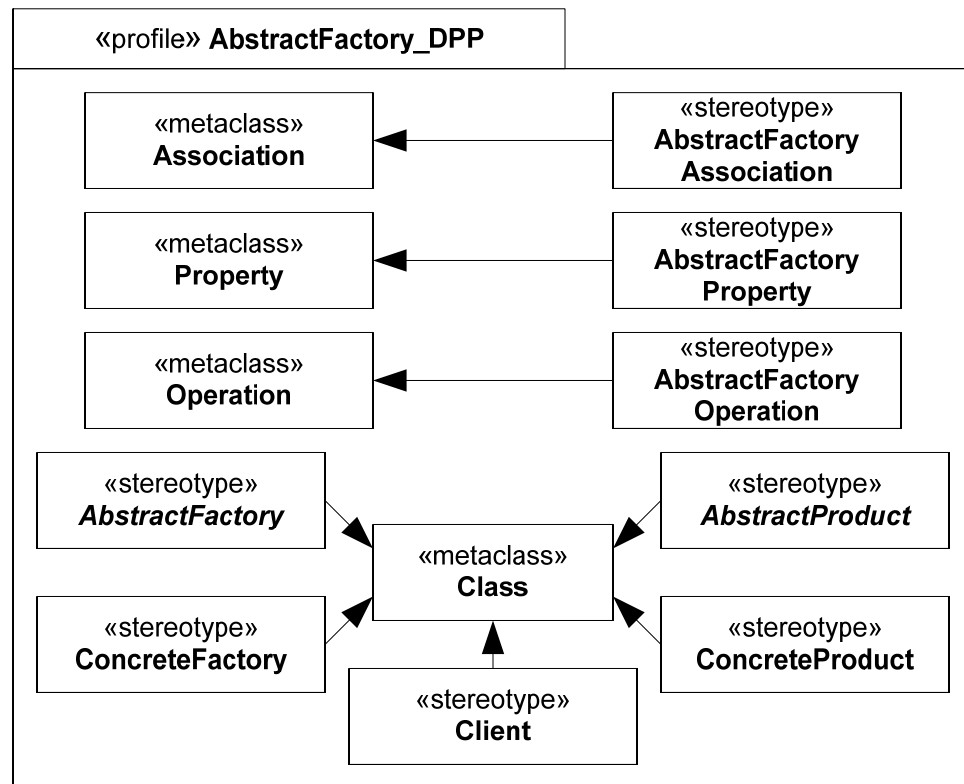 «profile» AbstractFactory_DPP
«metaclass»
Association
«stereotype»
AbstractFactory
Association
«metaclass»
Property
«stereotype»
AbstractFactory
Property
«metaclass»
Operation
«stereotype»
AbstractFactory
Operation
«stereotype»
AbstractFactory
«stereotype»
AbstractProduct
«metaclass»
Class
«stereotype»
ConcreteFactory
«stereotype»
ConcreteProduct
«stereotype»
Client